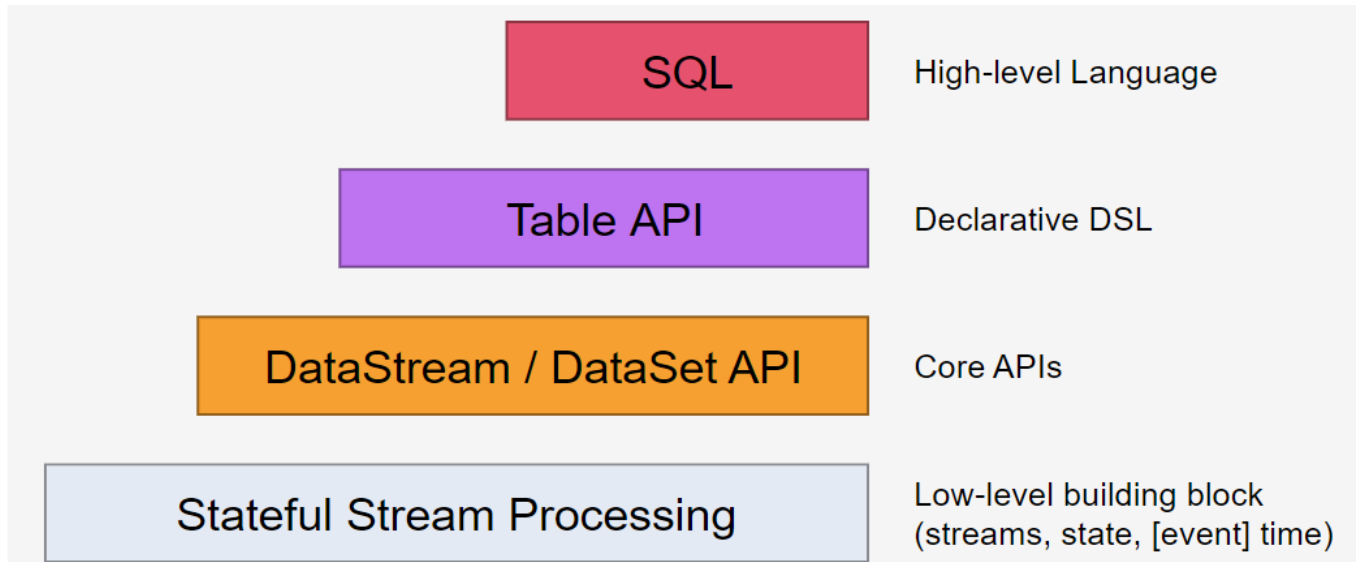 SQL
High-level Language
Table API
Declarative DSL
DataStream / DataSet API
Core APIs
Stateful Stream Processing
Low-level building block
(streams, state, [event] time)